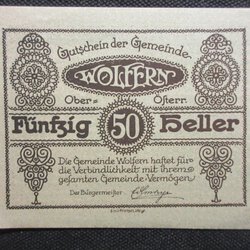 Gutschein der Gemeinde
WOLFERN
Ober= Österr.
Fünfzig 50 Heller
Die Gemeinde Wolfern haftet für
die Verbindlichkeit mit ihrem
gesamten Gemeinde-Vermögen
Der Bürgermeister